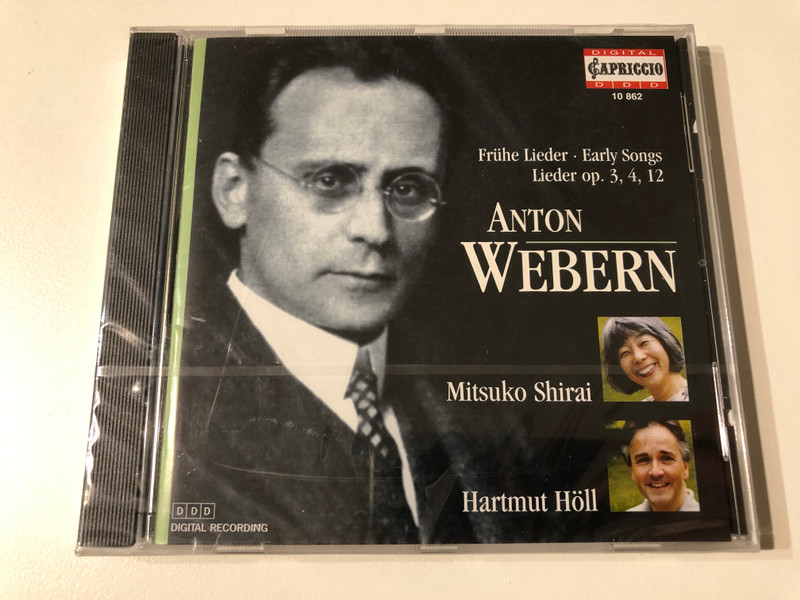 DIGITAL
CAPRICCIO
D|D|D
10 862
Frühe Lieder · Early Songs
Lieder op. 3, 4, 12
ANTON
WEBERN
Mitsuko Shirai
Hartmut Höll
DDD
DIGITAL RECORDING